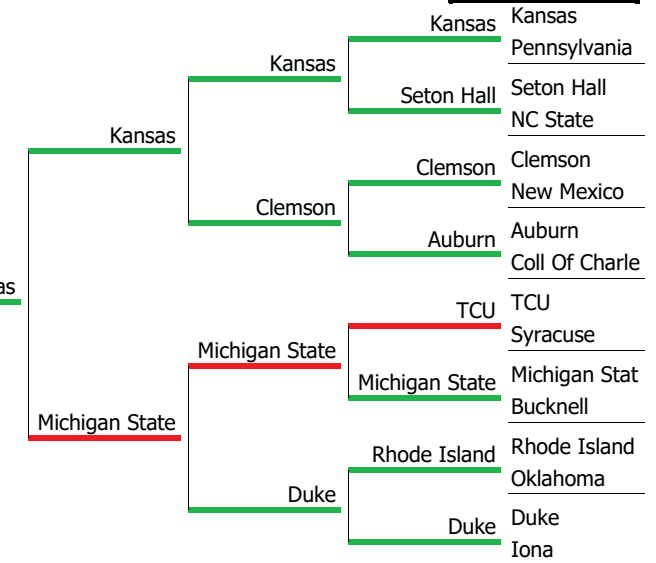 Kansas
Kansas
Pennsylvania
Kansas
Seton Hall
Seton Hall
NC State
Kansas
Clemson
Clemson
New Mexico
Clemson
Auburn
Auburn
Coll Of Charle
as
TCU
TCU
Syracuse
Michigan State
Michigan State
Michigan Stat
Bucknell
Michigan State
Rhode Island
Rhode Island
Oklahoma
Duke
Duke
Duke
Iona